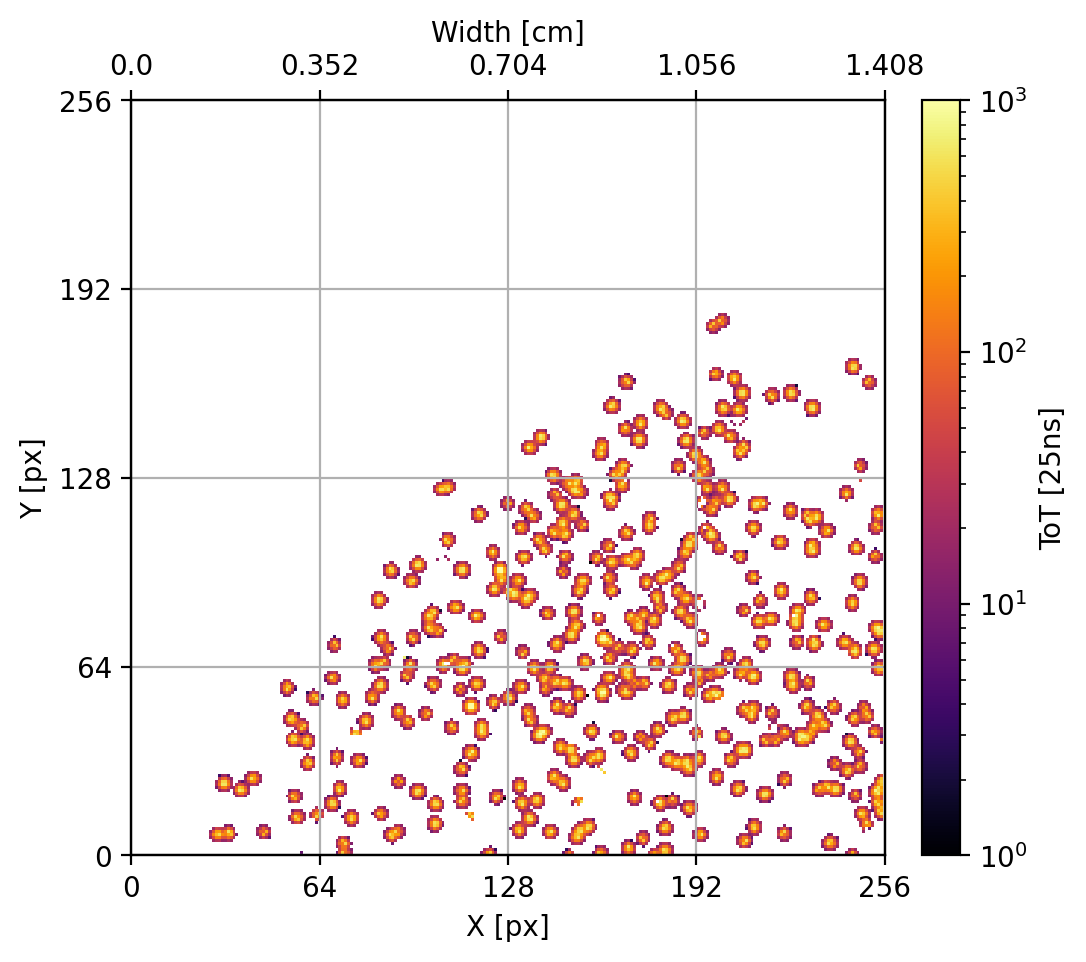 Width [cm]
0.0 0.352 0.704 1.056 1.408
256
192
128
64
0
Y [px]
0 64 128 192 256
X [px]
10³
10²
10¹
10⁰
ToT [25ns]